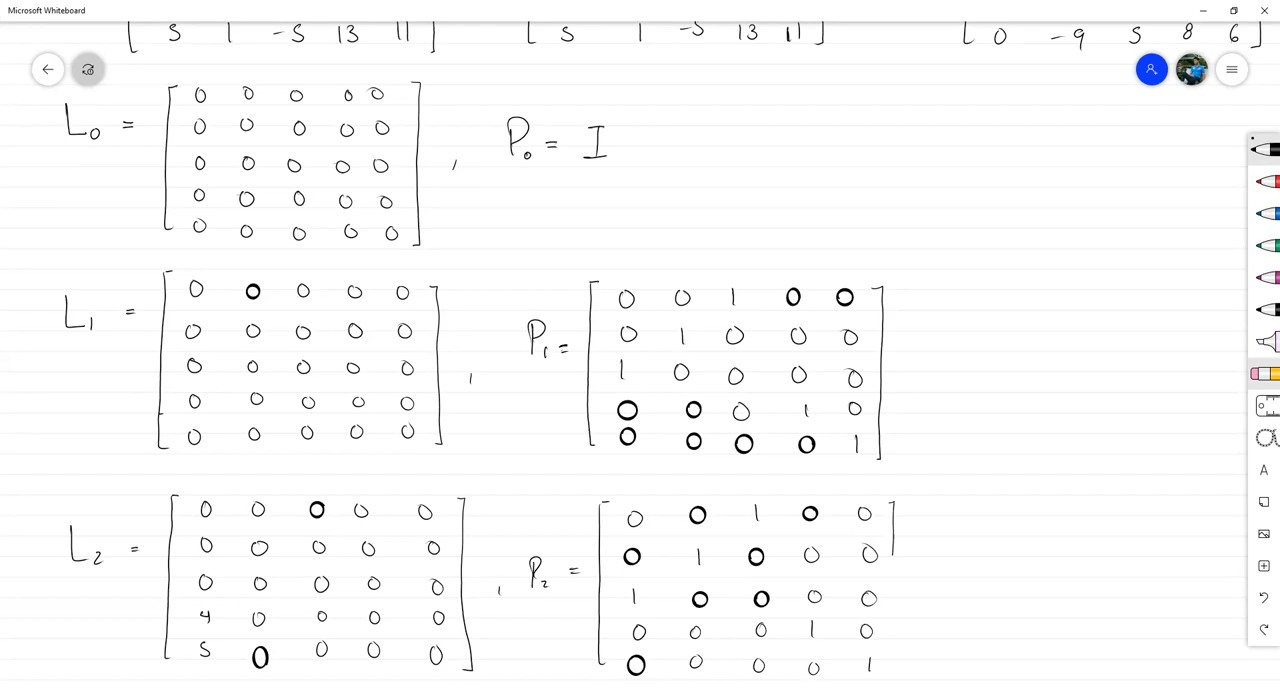 Microsoft Whiteboard
5 1 -5 13 11 5 1 -5 13 11 0 -9 5 8 6
0 0 0 0 0
L0 = 0 0 0 0 0 P0 = I
0 0 0 0 0 ,
0 0 0 0 0
0 0 0 0 0
0 0 0 0 0 0 0 1 0 0
L1 = 0 0 0 0 0 P1 = 0 1 0 0 0
0 0 0 0 0 , 1 0 0 0 0
0 0 0 0 0 0 0 0 1 0
0 0 0 0 0 0 0 0 0 1
0 0 0 0 0 0 0 1 0 0
L2 = 0 0 0 0 0 , P2 = 0 1 0 0 0
0 0 0 0 0 1 0 0 0 0
4 0 0 0 0 0 0 0 1 0
5 0 0 0 0 0 0 0 0 1
A